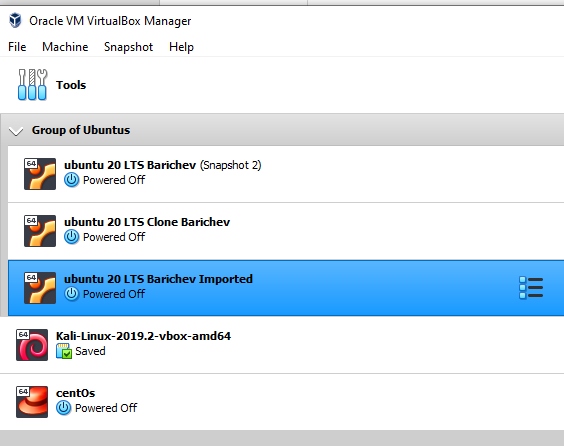 Oracle VM VirtualBox Manager
File Machine Snapshot Help
Tools
Group of Ubuntus
64
ubuntu 20 LTS Barichev (Snapshot 2)
Powered Off
64
ubuntu 20 LTS Clone Barichev
Powered Off
64
ubuntu 20 LTS Barichev Imported
Powered Off
64
Kali-Linux-2019.2-vbox-amd64
Saved
64
centOs
Powered Off